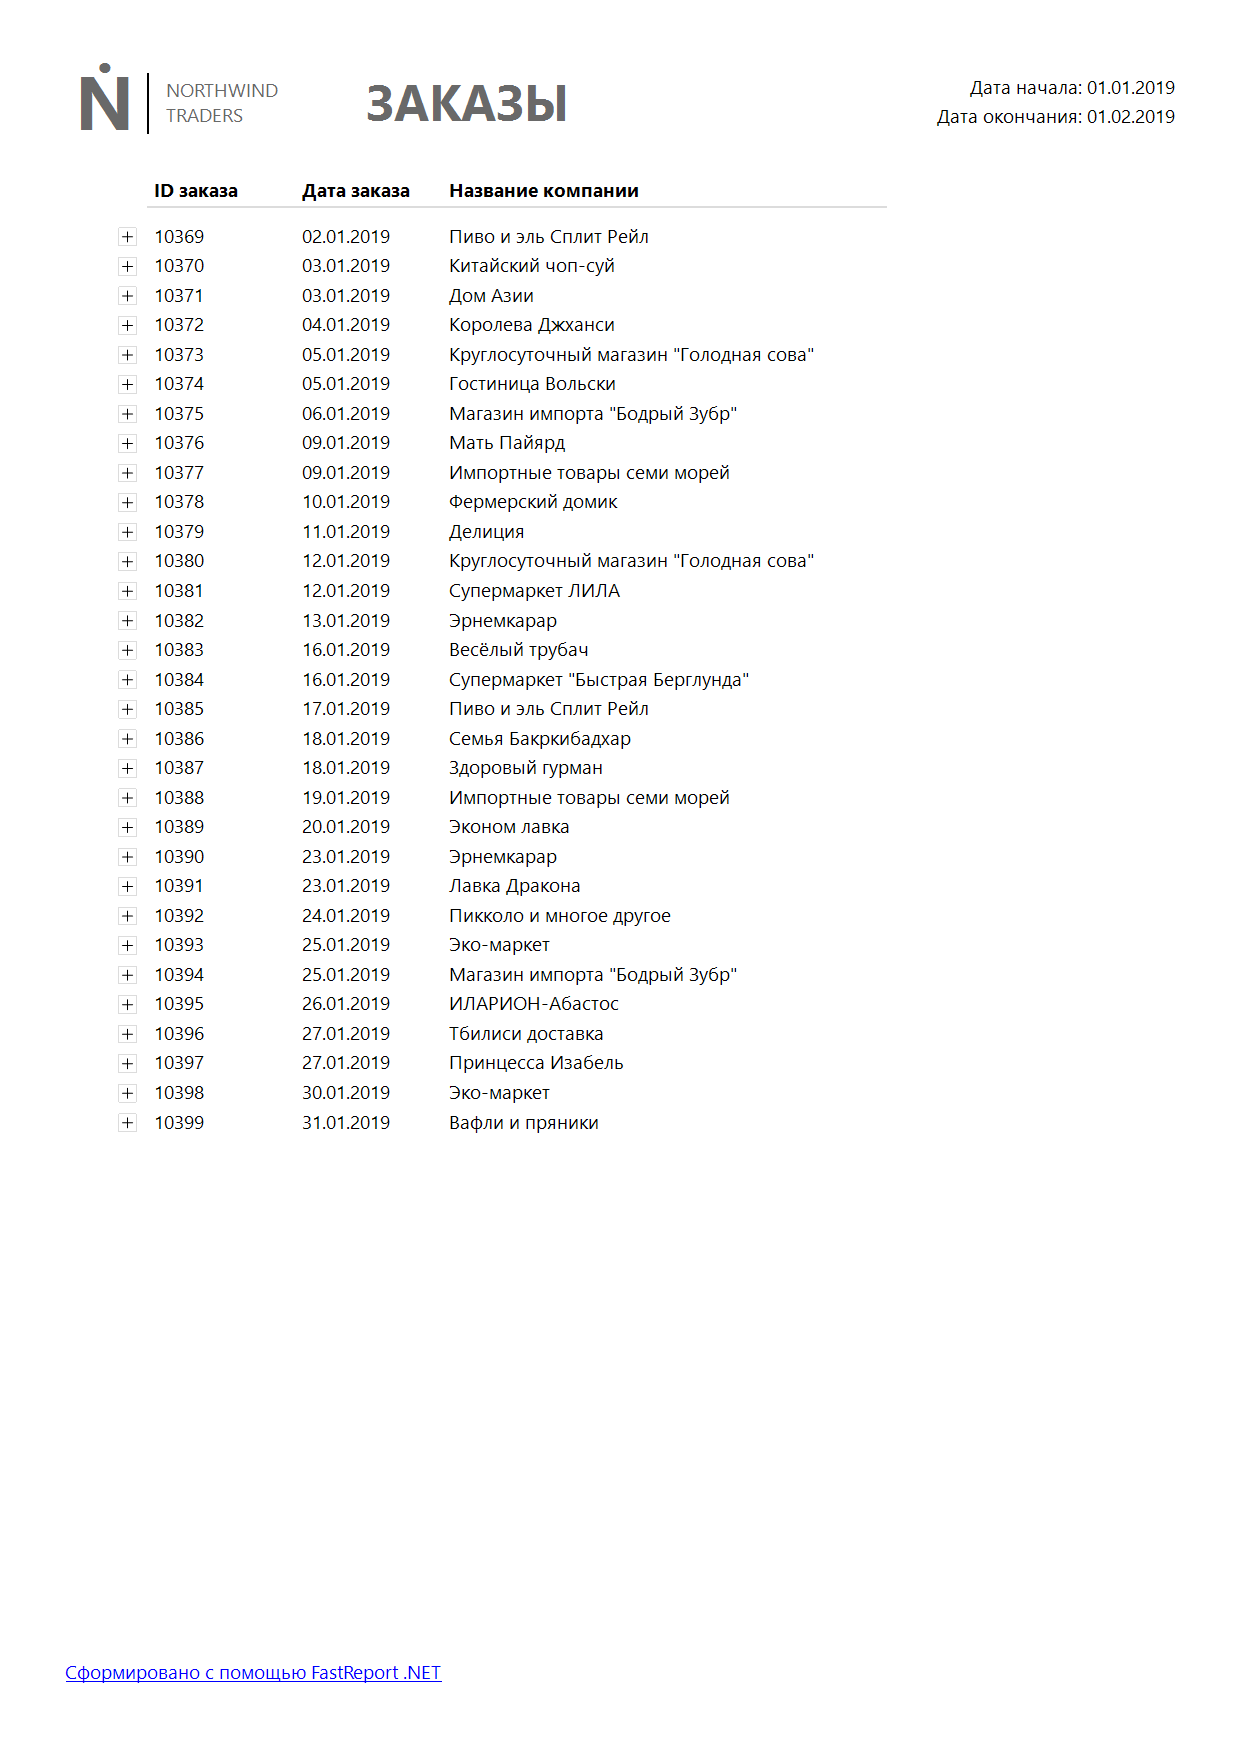 NORTHWIND
TRADERS
ЗАКАЗЫ
Дата начала: 01.01.2019
Дата окончания: 01.02.2019
ID заказа Дата заказа Название компании
10369 02.01.2019 Пиво и эль Сплит Рейл
10370 03.01.2019 Китайский чоп-суй
10371 03.01.2019 Дом Азии
10372 04.01.2019 Королева Джханси
10373 05.01.2019 Круглосуточный магазин "Голодная сова"
10374 05.01.2019 Гостиница Вольски
10375 06.01.2019 Магазин импорта "Бодрый Зубр"
10376 09.01.2019 Мать Пайярд
10377 09.01.2019 Импортные товары семи морей
10378 10.01.2019 Фермерский домик
10379 11.01.2019 Делиция
10380 12.01.2019 Круглосуточный магазин "Голодная сова"
10381 12.01.2019 Супермаркет ЛИЛА
10382 13.01.2019 Эрнемкарар
10383 16.01.2019 Весёлый трубач
10384 16.01.2019 Супермаркет "Быстрая Берглунда"
10385 17.01.2019 Пиво и эль Сплит Рейл
10386 18.01.2019 Семья Бакркибадхар
10387 18.01.2019 Здоровый гурман
10388 19.01.2019 Импортные товары семи морей
10389 20.01.2019 Эконом лавка
10390 23.01.2019 Эрнемкарар
10391 23.01.2019 Лавка Дракона
10392 24.01.2019 Пикколо и многое другое
10393 25.01.2019 Эко-маркет
10394 25.01.2019 Магазин импорта "Бодрый Зубр"
10395 26.01.2019 ИЛАРИОН-Абастос
10396 27.01.2019 Тбилиси доставка
10397 27.01.2019 Принцесса Изабель
10398 30.01.2019 Эко-маркет
10399 31.01.2019 Вафли и пряники
Сформировано с помощью FastReport .NET